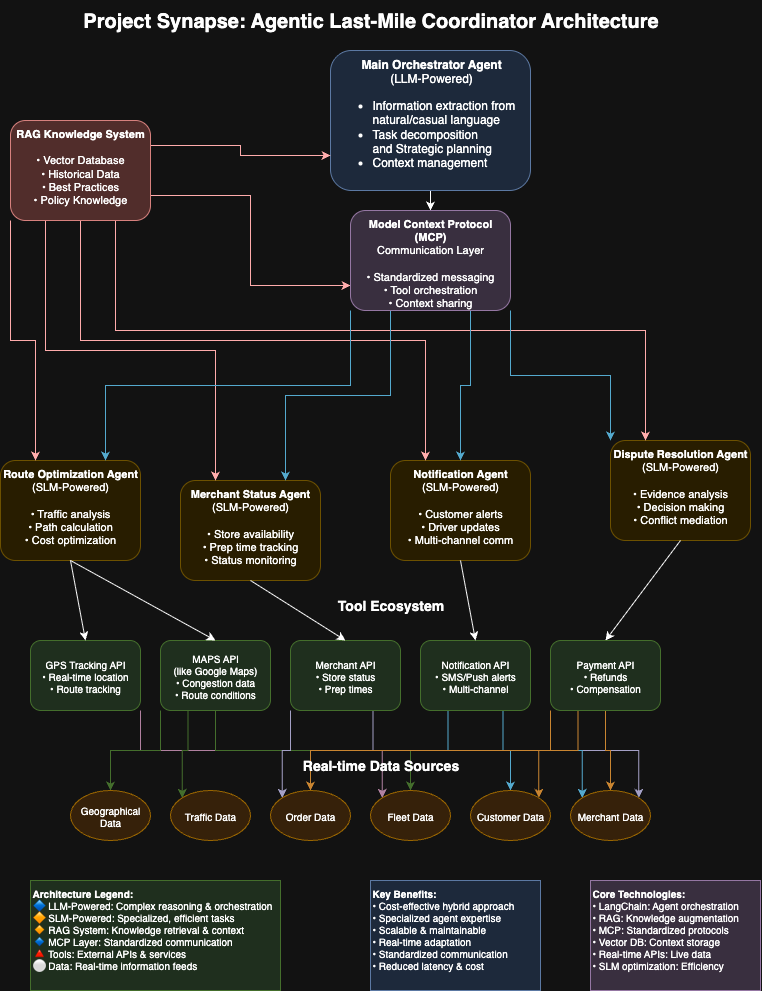 Project Synapse: Agentic Last-Mile Coordinator Architecture
Main Orchestrator Agent
(LLM-Powered)
• Information extraction from
natural/casual language
• Task decomposition
and Strategic planning
• Context management
RAG Knowledge System
• Vector Database
• Historical Data
• Best Practices
• Policy Knowledge
Model Context Protocol
(MCP)
Communication Layer
• Standardized messaging
• Tool orchestration
• Context sharing
Route Optimization Agent
(SLM-Powered)
• Traffic analysis
• Path calculation
• Cost optimization
Merchant Status Agent
(SLM-Powered)
• Store availability
• Prep time tracking
• Status monitoring
Notification Agent
(SLM-Powered)
• Customer alerts
• Driver updates
• Multi-channel comm
Dispute Resolution Agent
(SLM-Powered)
• Evidence analysis
• Decision making
• Conflict mediation
Tool Ecosystem
GPS Tracking API
• Real-time location
• Route tracking
MAPS API
(like Google Maps)
• Congestion data
• Route conditions
Merchant API
• Store status
• Prep times
Notification API
• SMS/Push alerts
• Multi-channel
Payment API
• Refunds
• Compensation
Real-time Data Sources
Geographical
Data
Traffic Data
Order Data
Fleet Data
Customer Data
Merchant Data
Architecture Legend:
🔷 LLM-Powered: Complex reasoning & orchestration
🔶 SLM-Powered: Specialized, efficient tasks
🔸 RAG System: Knowledge retrieval & context
🔹 MCP Layer: Standardized communication
🔺 Tools: External APIs & services
⚪ Data: Real-time information feeds
Key Benefits:
• Cost-effective hybrid approach
• Specialized agent expertise
• Scalable & maintainable
• Real-time adaptation
• Standardized communication
• Reduced latency & cost
Core Technologies:
• LangChain: Agent orchestration
• RAG: Knowledge augmentation
• MCP: Standardized protocols
• Vector DB: Context storage
• Real-time APIs: Live data
• SLM optimization: Efficiency